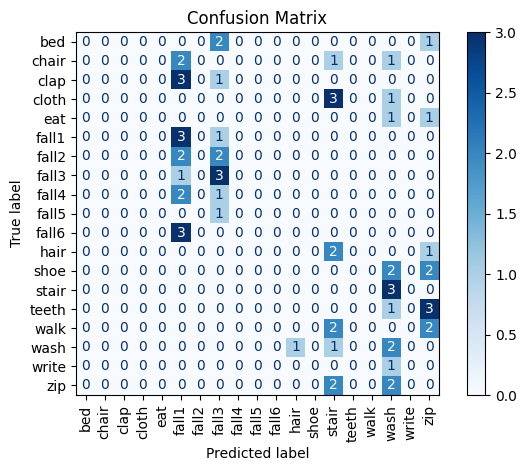 Confusion Matrix
bed 0 0 0 0 0 0 0 2 0 0 0 0 0 0 0 0 0 0 1
chair 0 0 0 0 0 2 0 0 0 0 0 0 0 1 0 0 1 0 0
clap 0 0 0 0 0 3 0 1 0 0 0 0 0 0 0 0 0 0 0
cloth 0 0 0 0 0 0 0 0 0 0 0 0 0 3 0 0 1 0 0
eat 0 0 0 0 0 0 0 0 0 0 0 0 0 0 0 0 1 0 1
fall1 0 0 0 0 0 3 0 1 0 0 0 0 0 0 0 0 0 0 0
fall2 0 0 0 0 0 2 0 2 0 0 0 0 0 0 0 0 0 0 0
fall3 0 0 0 0 0 1 0 3 0 0 0 0 0 0 0 0 0 0 0
fall4 0 0 0 0 0 2 0 1 0 0 0 0 0 0 0 0 0 0 0
fall5 0 0 0 0 0 0 0 1 0 0 0 0 0 0 0 0 0 0 0
fall6 0 0 0 0 0 3 0 0 0 0 0 0 0 0 0 0 0 0 0
hair 0 0 0 0 0 0 0 0 0 0 0 0 0 2 0 0 0 0 1
shoe 0 0 0 0 0 0 0 0 0 0 0 0 0 0 0 0 2 0 2
stair 0 0 0 0 0 0 0 0 0 0 0 0 0 0 0 0 3 0 0
teeth 0 0 0 0 0 0 0 0 0 0 0 0 0 0 0 0 1 0 3
walk 0 0 0 0 0 0 0 0 0 0 0 0 0 2 0 0 0 0 2
wash 0 0 0 0 0 0 0 0 0 0 0 1 0 1 0 0 2 0 0
write 0 0 0 0 0 0 0 0 0 0 0 0 0 0 0 0 1 0 0
zip 0 0 0 0 0 0 0 0 0 0 0 0 0 2 0 0 2 0 0
bed chair clap cloth eat fall1 fall2 fall3 fall4 fall5 fall6 hair shoe stair teeth walk wash write zip
Predicted label
True label
3.0
2.5
2.0
1.5
1.0
0.5
0.0